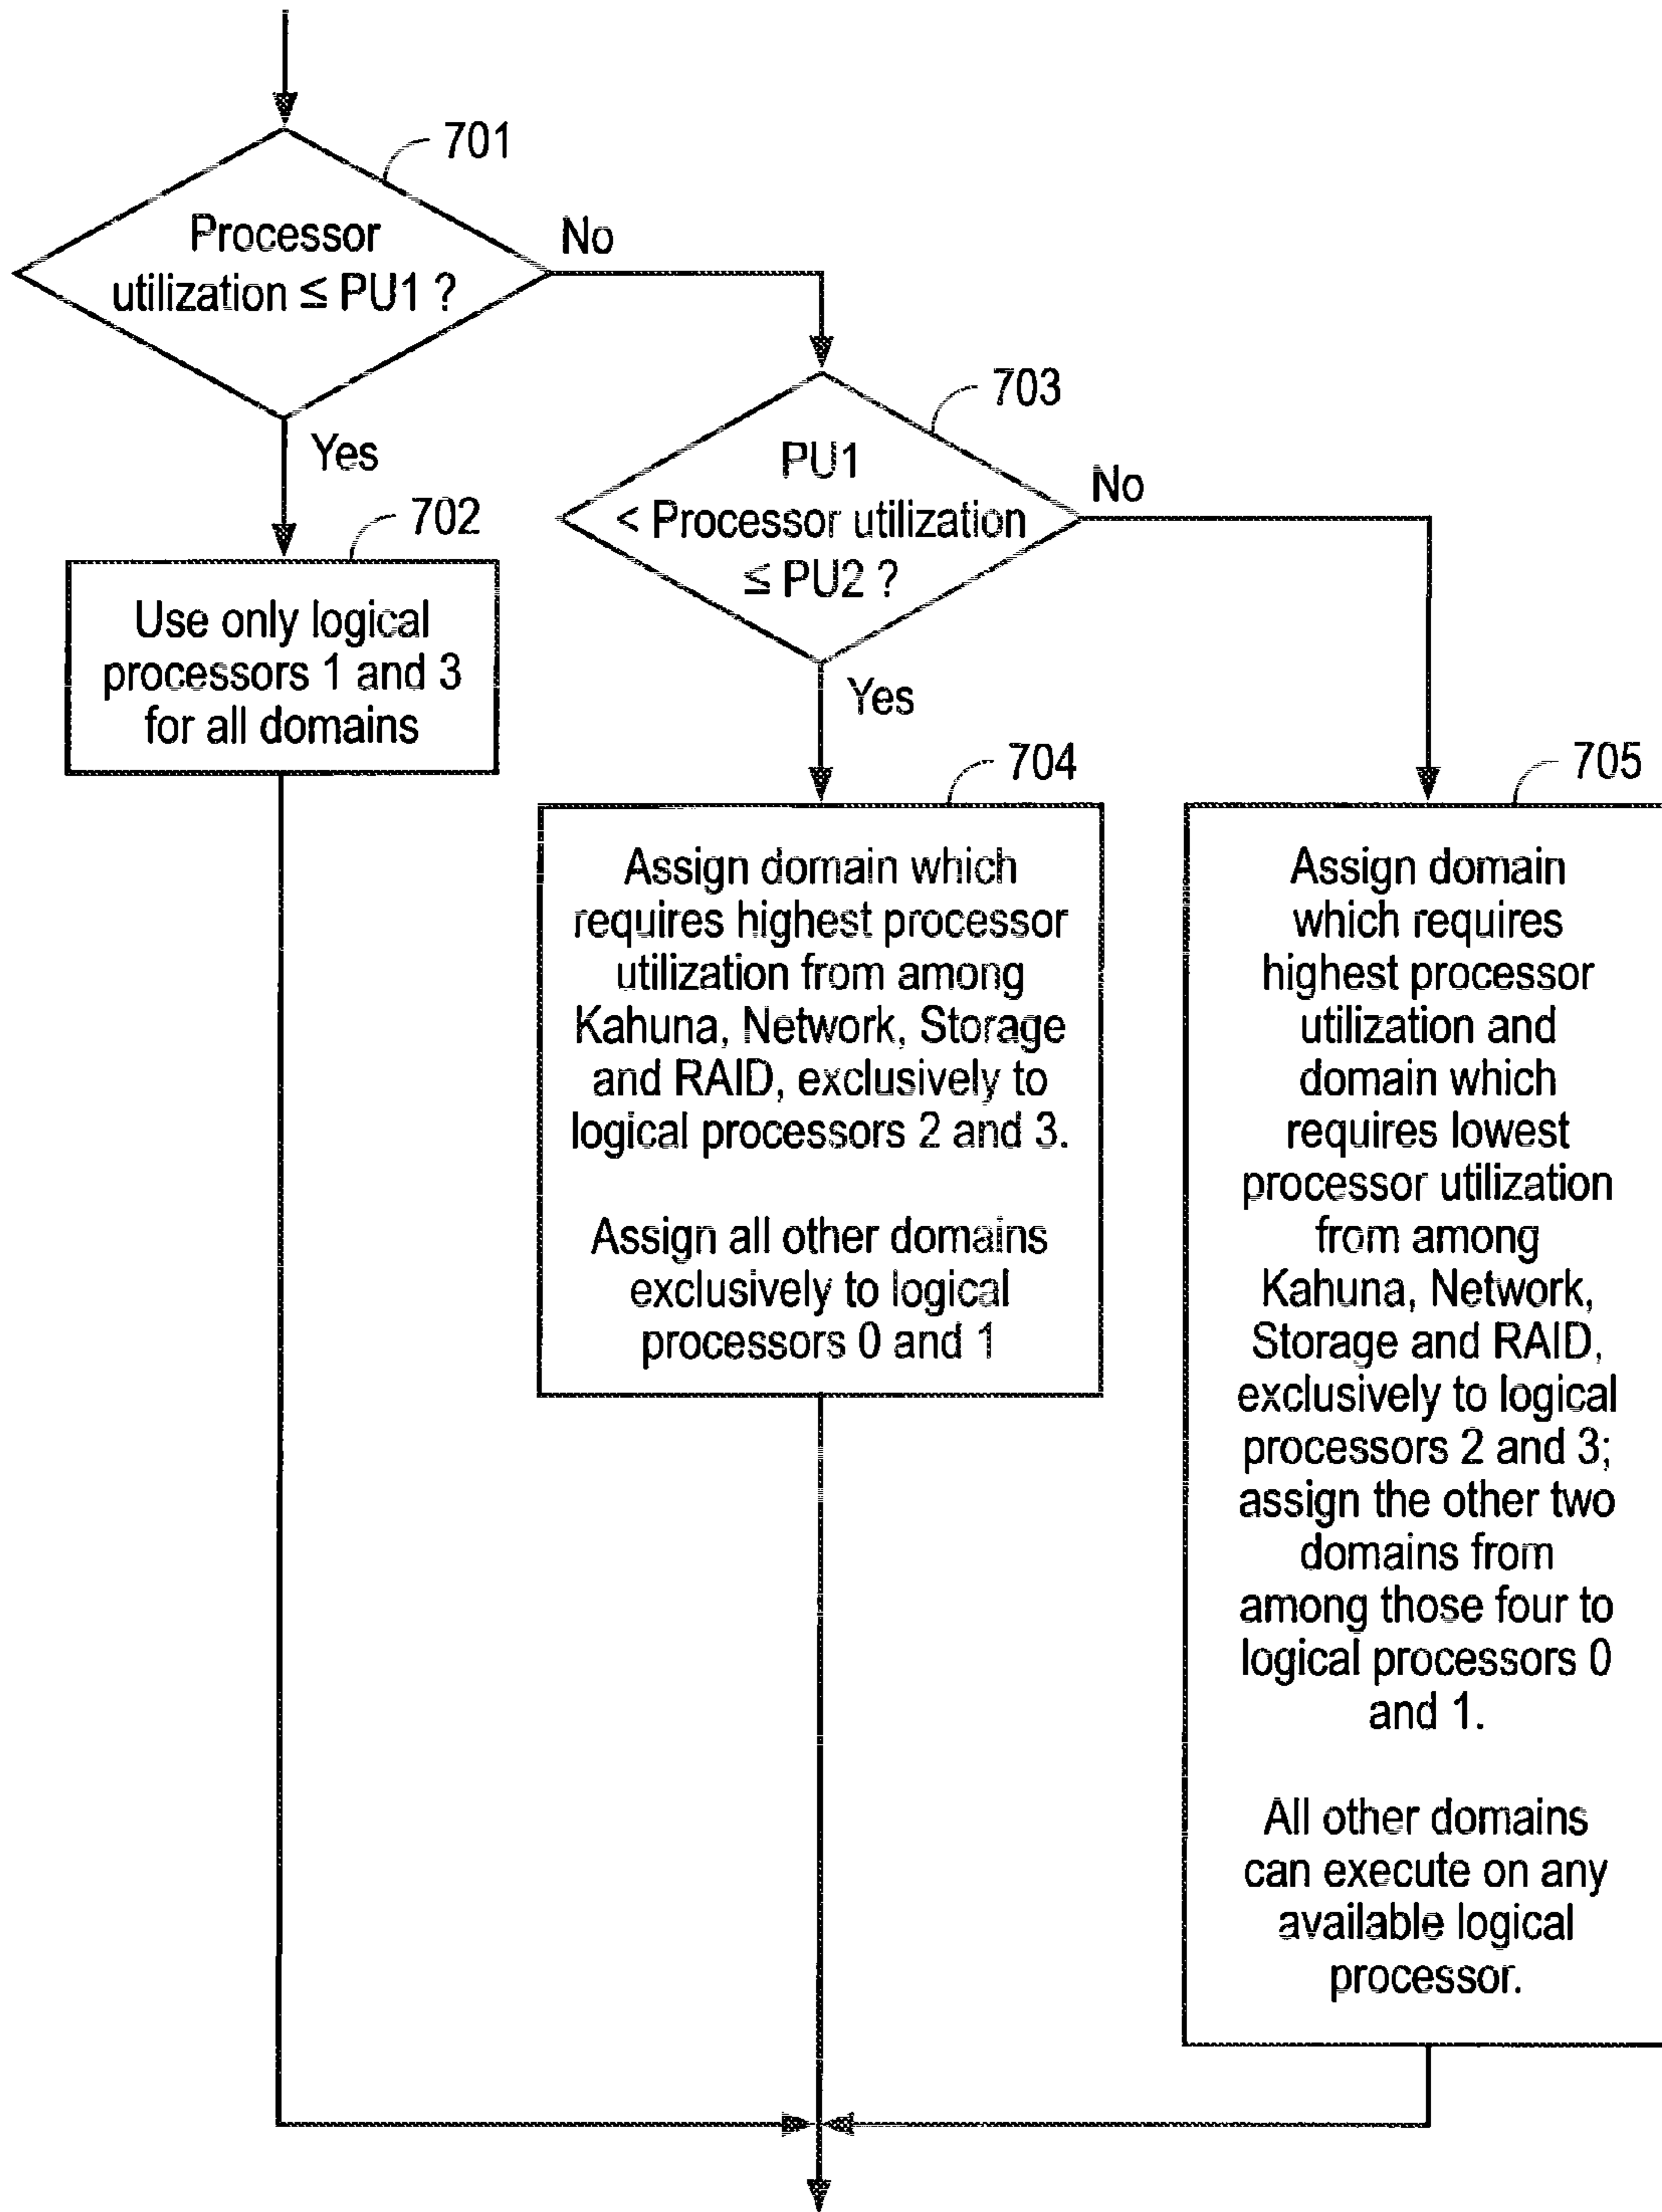 701
Processor
utilization ≤ PU1 ?
No
Yes
703
PU1
< Processor utilization
≤ PU2 ?
No
Yes
702
Use only logical
processors 1 and 3
for all domains
704
Assign domain which
requires highest processor
utilization from among
Kahuna, Network, Storage
and RAID, exclusively to
logical processors 2 and 3.
Assign all other domains
exclusively to logical
processors 0 and 1
705
Assign domain
which requires
highest processor
utilization and
domain which
requires lowest
processor utilization
from among
Kahuna, Network,
Storage and RAID,
exclusively to logical
processors 2 and 3;
assign the other two
domains from
among those four to
logical processors 0
and 1.
All other domains
can execute on any
available logical
processor.